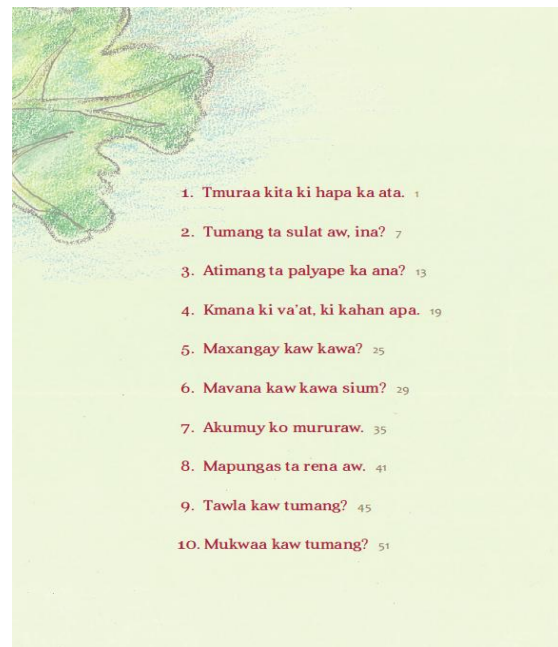 1. Tmuraa kita ki hapa ka ata. 1
2. Tumang ta sulat aw, ina? 7
3. Atimang ta palyape ka ana? 13
4. Kmana ki va'at, ki kahan apa. 19
5. Maxangay kaw kawa? 25
6. Mavana kaw kawa sium? 29
7. Akumuy ko mururaw. 35
8. Mapungas ta rena aw. 41
9. Tawla kaw tumang? 45
10. Mukwaa kaw tumang? 51